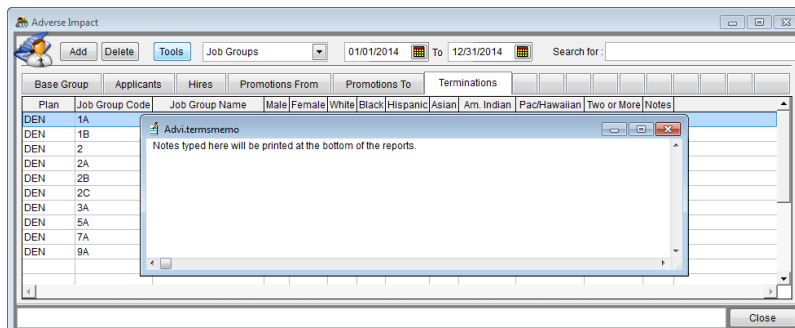 Adverse Impact
Add Delete Tools Job Groups 01/01/2014 To 12/31/2014 Search for :
Base Group Applicants Hires Promotions From Promotions To Terminations
Plan Job Group Code Job Group Name Male Female White Black Hispanic Asian Am. Indian Pac/Hawaiian Two or More Notes
DEN 1A
Advi.termsmemo
Notes typed here will be printed at the bottom of the reports.
DEN 1B
DEN 2
DEN 2A
DEN 2B
DEN 2C
DEN 3A
DEN 5A
DEN 7A
DEN 9A
Close